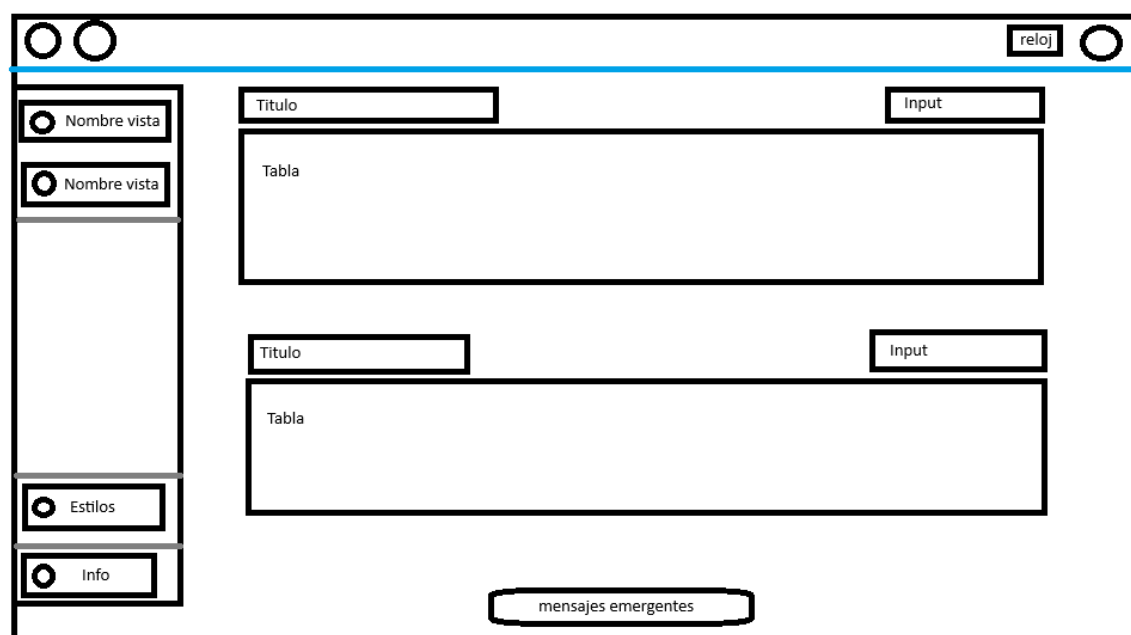 reloj
Nombre vista
Nombre vista
Estilos
Info
Titulo
Input
Tabla
Titulo
Input
Tabla
mensajes emergentes